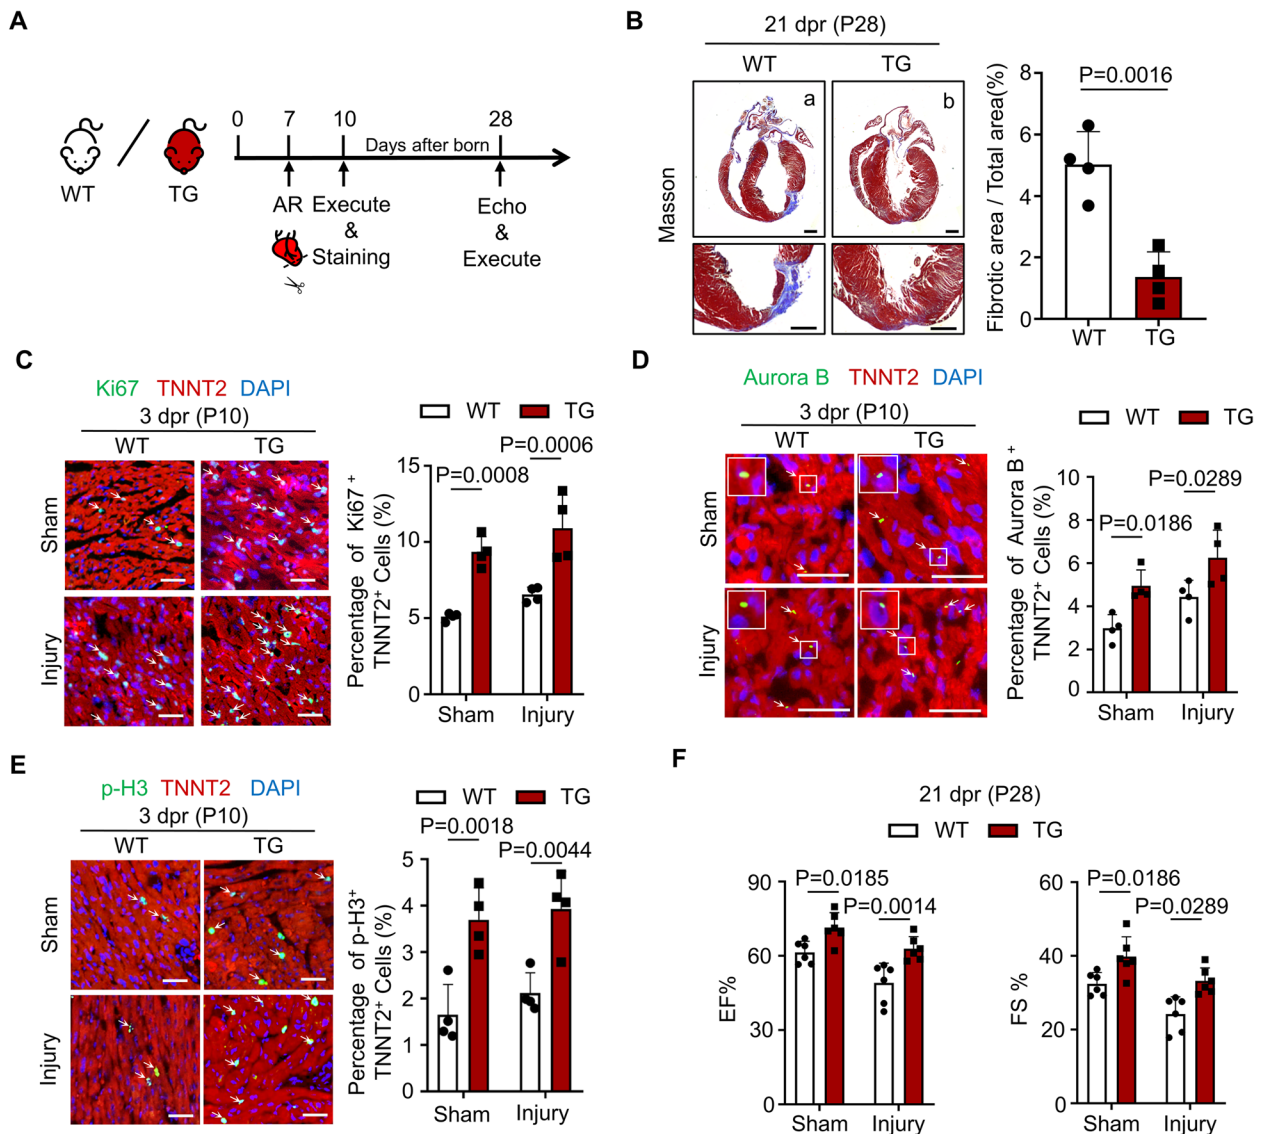 A
0 7 10 28
Days after born
WT
TG
AR
Execute
&
Staining
Echo
&
Execute
B
21 dpr (P28)
WT TG
a b
Masson
Fibrotic area / Total area(%)
8
6
4
2
0
P=0.0016
WT TG
C
Ki67 TNNT2 DAPI
3 dpr (P10)
WT TG
Sham
Injury
WT TG
Percentage of Ki67⁺
TNNT2⁺ Cells (%)
15
10
5
0
P=0.0008
P=0.0006
Sham Injury
D
Aurora B TNNT2 DAPI
3 dpr (P10)
WT TG
Sham
Injury
WT TG
Percentage of Aurora B⁺
TNNT2⁺ Cells (%)
10
8
6
4
2
0
P=0.0186
P=0.0289
Sham Injury
E
p-H3 TNNT2 DAPI
3 dpr (P10)
WT TG
Sham
Injury
WT TG
Percentage of p-H3⁺
TNNT2⁺ Cells (%)
5
4
3
2
1
0
P=0.0018
P=0.0044
Sham Injury
F
21 dpr (P28)
WT TG
EF%
90
60
30
0
P=0.0185
P=0.0014
Sham Injury
FS %
60
40
20
0
P=0.0186
P=0.0289
Sham Injury